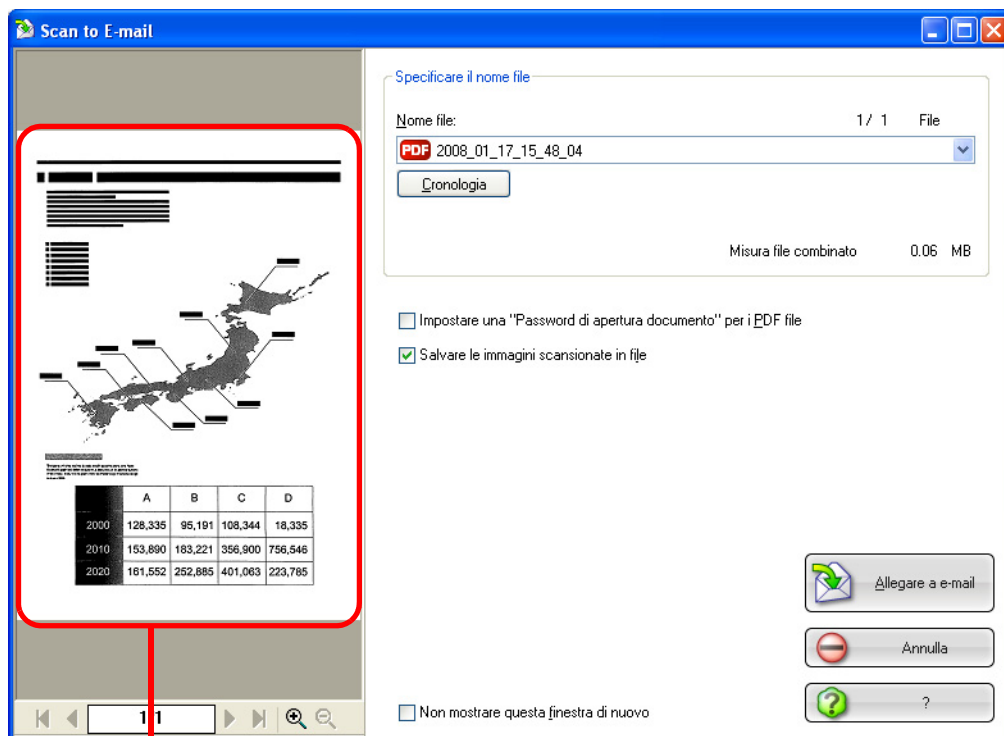 Scan to E-mail
Specificare il nome file
Nome file:
1/ 1 File
PDF 2008_01_17_15_48_04
Cronologia
Misura file combinato 0.06 MB
Impostare una "Password di apertura documento" per i PDF file
Salvare le immagini scansionate in file
A B C D
2000 128,335 95,191 108,344 18,335
2010 153,890 183,221 356,900 756,546
2020 161,552 252,885 401,063 223,785
Allegare a e-mail
Annulla
?
1/1
Non mostrare questa finestra di nuovo